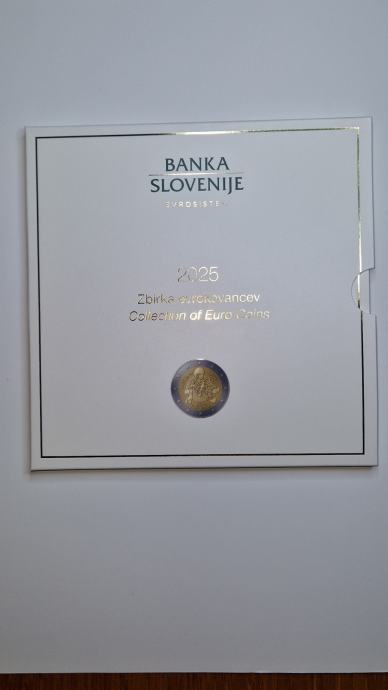 BANKA
SLOVENIJE
EVROSISTEM
2025
Zbirka evrokovancev
Collection of Euro Coins